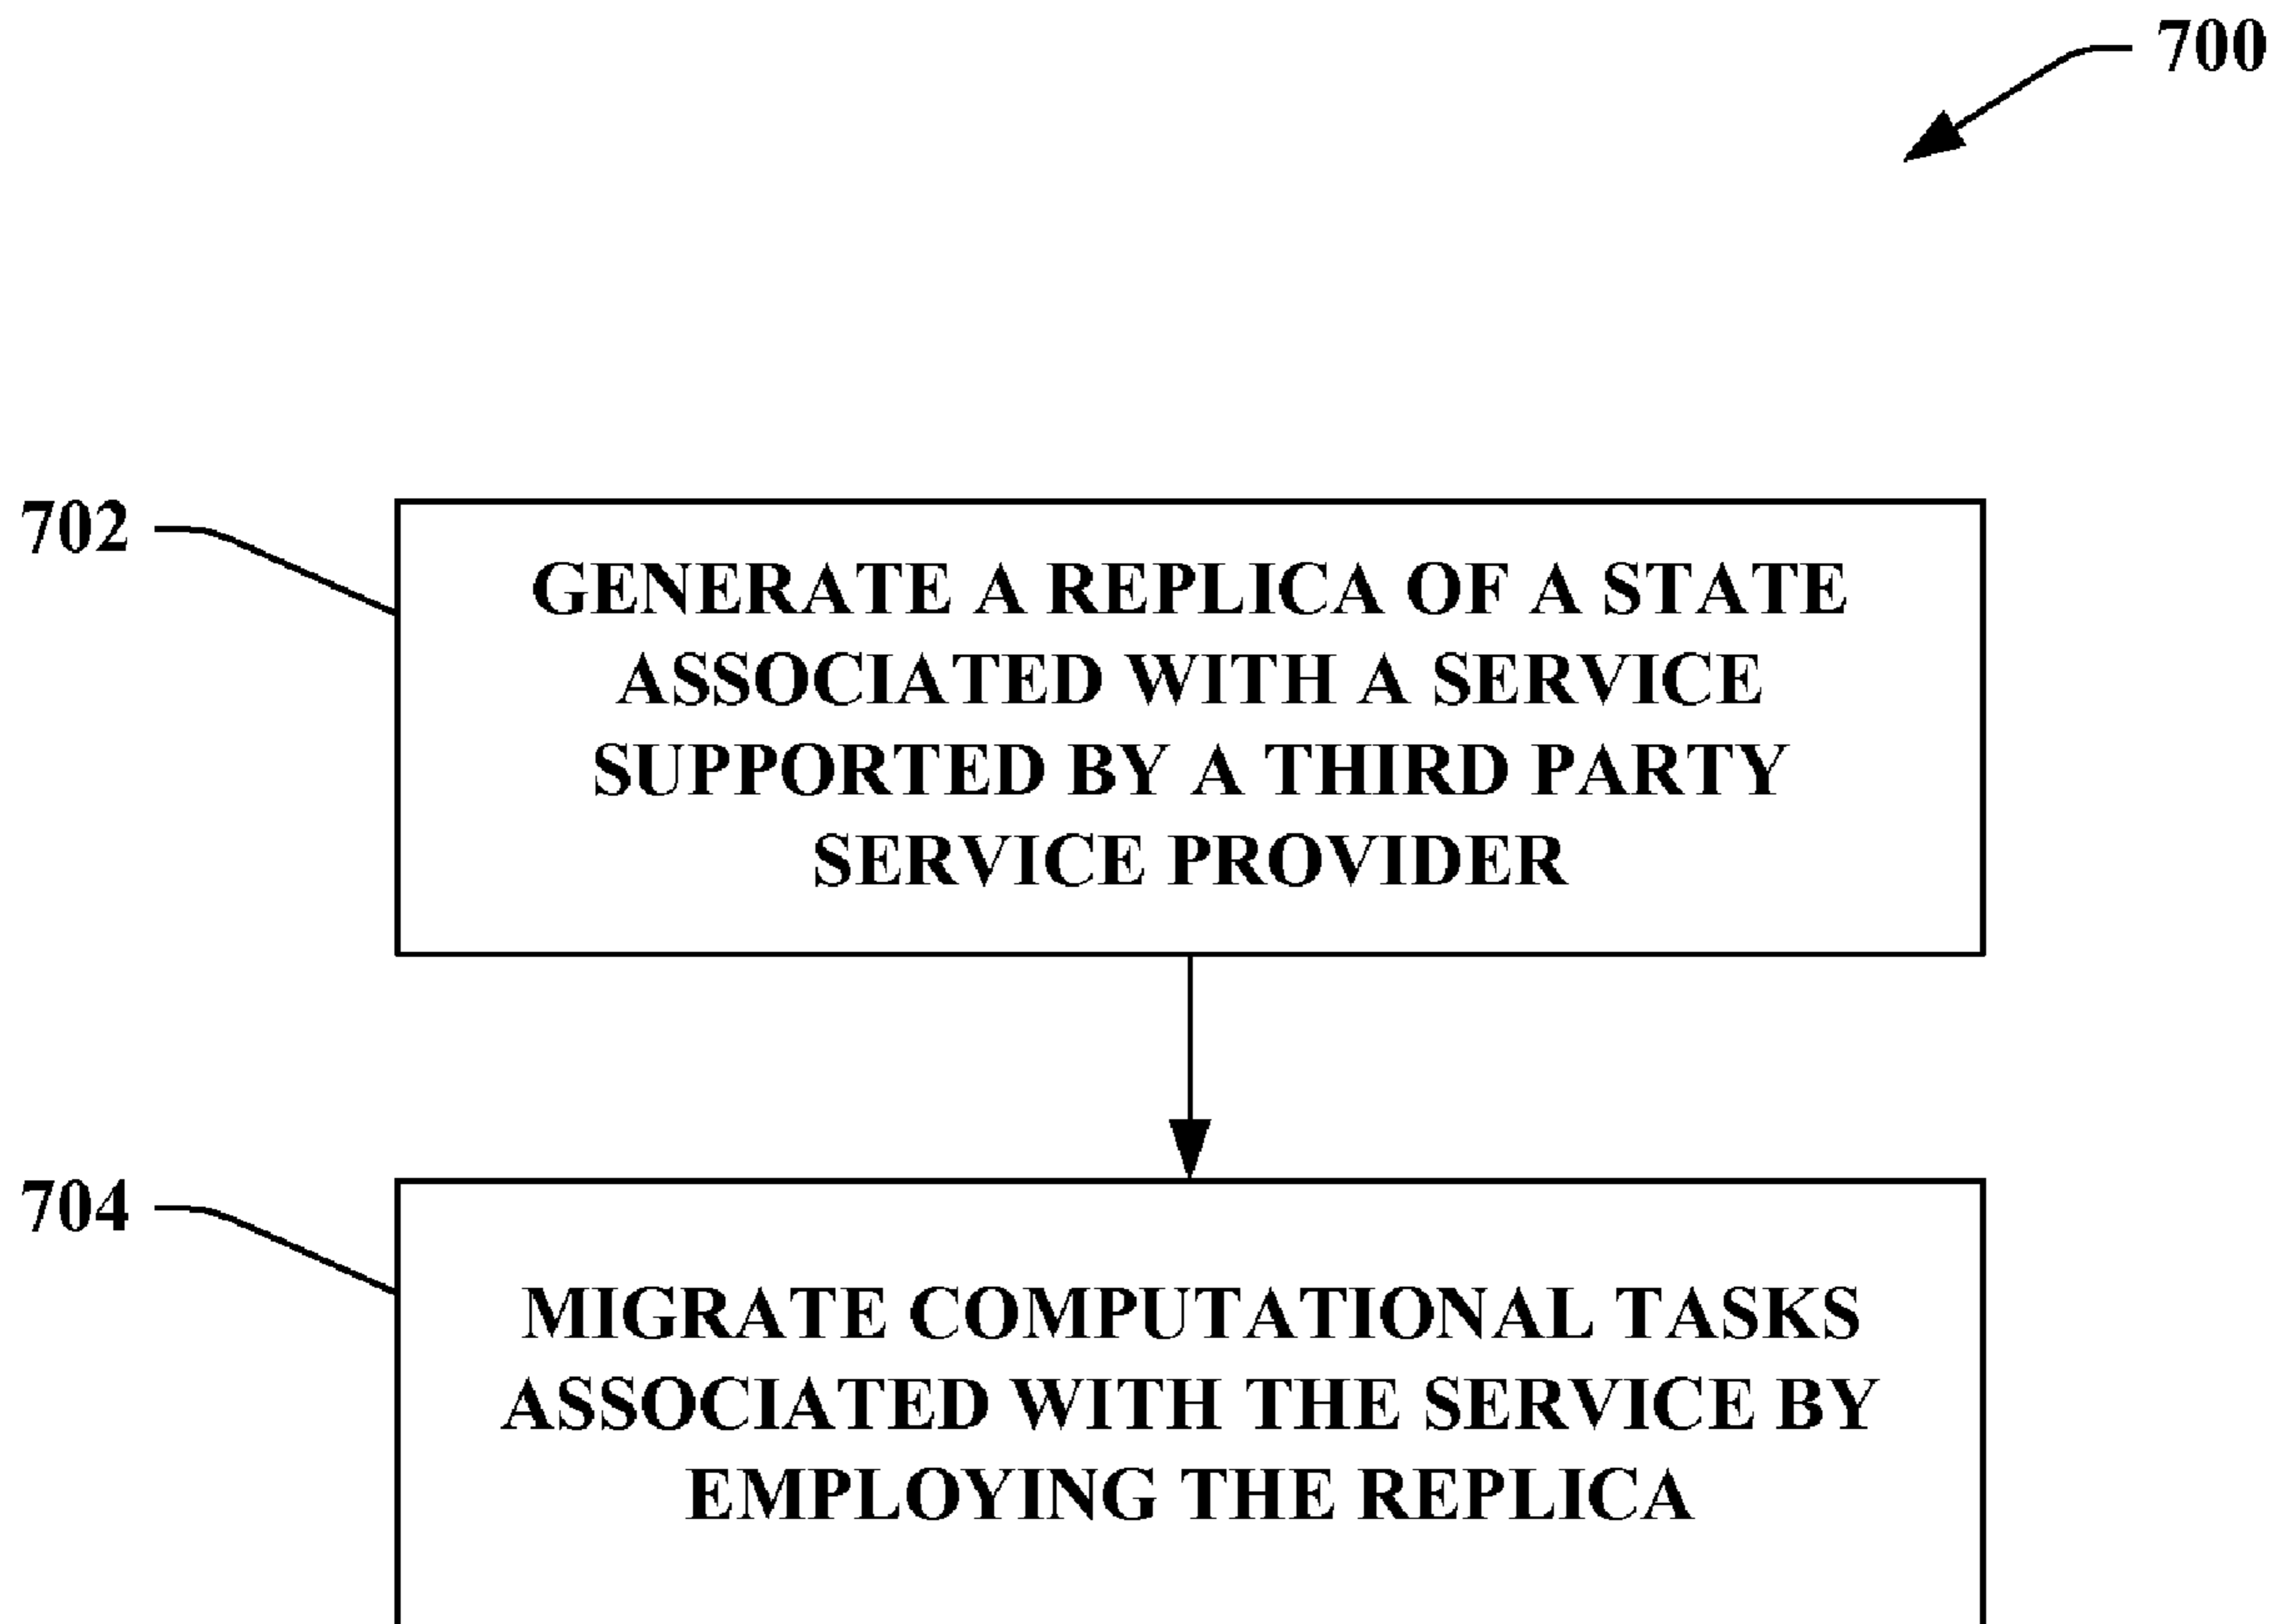 700
702
GENERATE A REPLICA OF A STATE
ASSOCIATED WITH A SERVICE
SUPPORTED BY A THIRD PARTY
SERVICE PROVIDER
704
MIGRATE COMPUTATIONAL TASKS
ASSOCIATED WITH THE SERVICE BY
EMPLOYING THE REPLICA